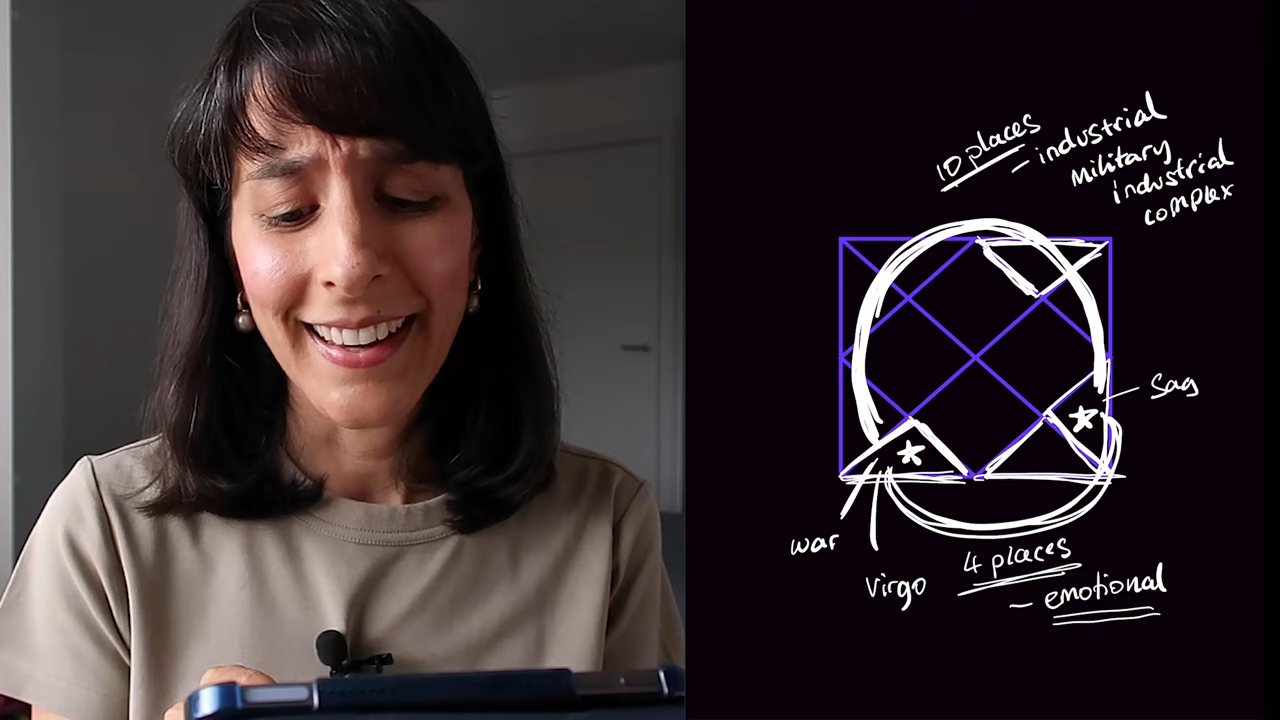 10 places
- industrial
military
industrial
complex
Sag
war
Virgo
4 places
- emotional